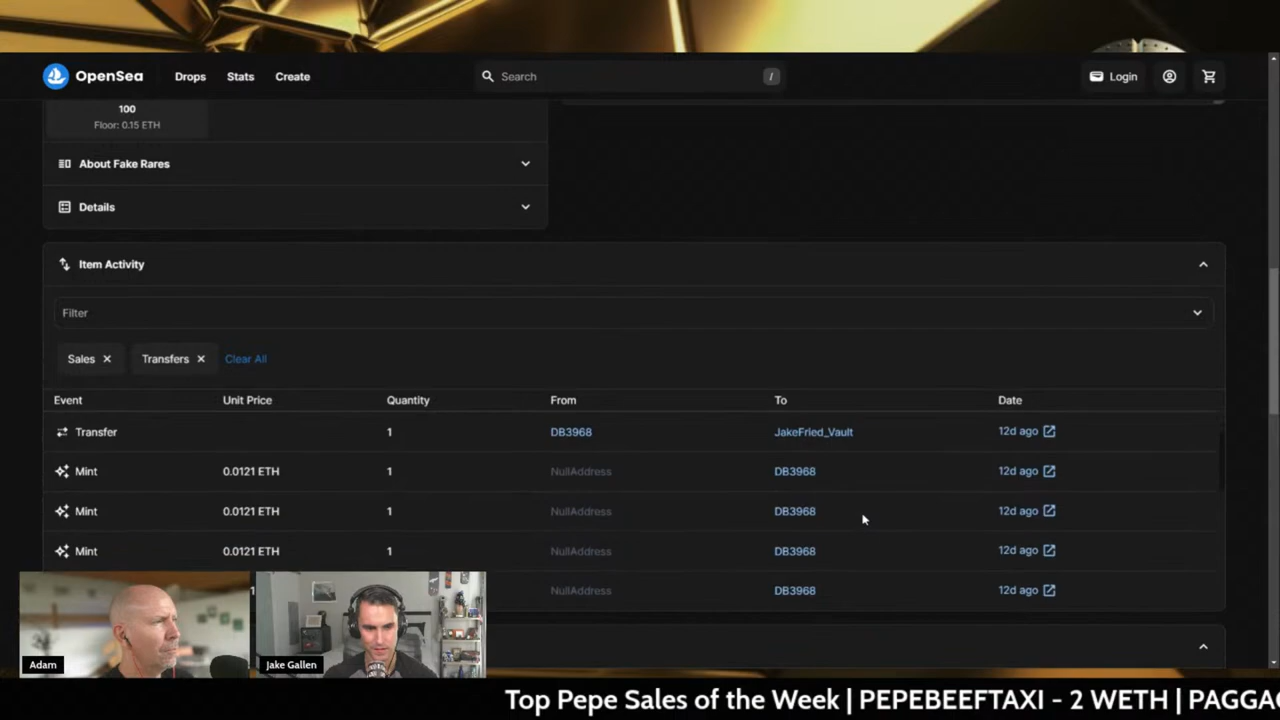 OpenSea Drops Stats Create Search / Login
100
Floor: 0.15 ETH
About Fake Rares
Details
Item Activity
Filter
Sales × Transfers × Clear All
Event Unit Price Quantity From To Date
Transfer 1 DB3968 JakeFried_Vault 12d ago
Mint 0.0121 ETH 1 NullAddress DB3968 12d ago
Mint 0.0121 ETH 1 NullAddress DB3968 12d ago
Mint 0.0121 ETH 1 NullAddress DB3968 12d ago
NullAddress DB3968 12d ago
Adam
Jake Gallen
Top Pepe Sales of the Week | PEPEBEEFTAXI - 2 WETH | PAGGA